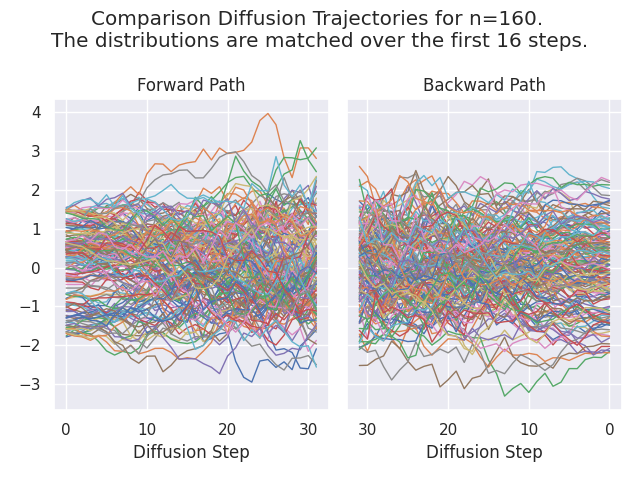 Comparison Diffusion Trajectories for n=160.
The distributions are matched over the first 16 steps.
Forward Path
Backward Path
4
3
2
1
0
−1
−2
−3
0 10 20 30
30 20 10 0
Diffusion Step
Diffusion Step